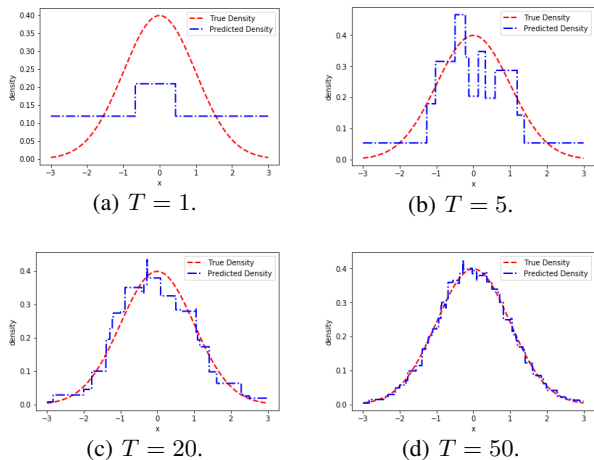 True Density
Predicted Density
0.40
0.35
0.30
0.25
0.20
0.15
0.10
0.05
0.00
density
−3 −2 −1 0 1 2 3
x
(a) T = 1.
True Density
Predicted Density
0.4
0.3
0.2
0.1
0.0
density
−3 −2 −1 0 1 2 3
x
(b) T = 5.
True Density
Predicted Density
0.4
0.3
0.2
0.1
0.0
density
−3 −2 −1 0 1 2 3
x
(c) T = 20.
True Density
Predicted Density
0.4
0.3
0.2
0.1
0.0
density
−3 −2 −1 0 1 2 3
x
(d) T = 50.